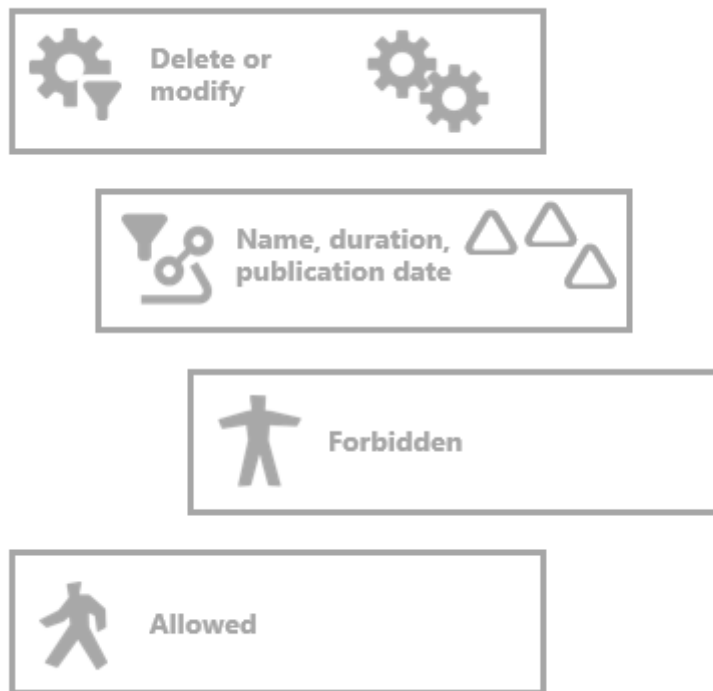 Delete or
modify
Name, duration,
publication date
Forbidden
Allowed